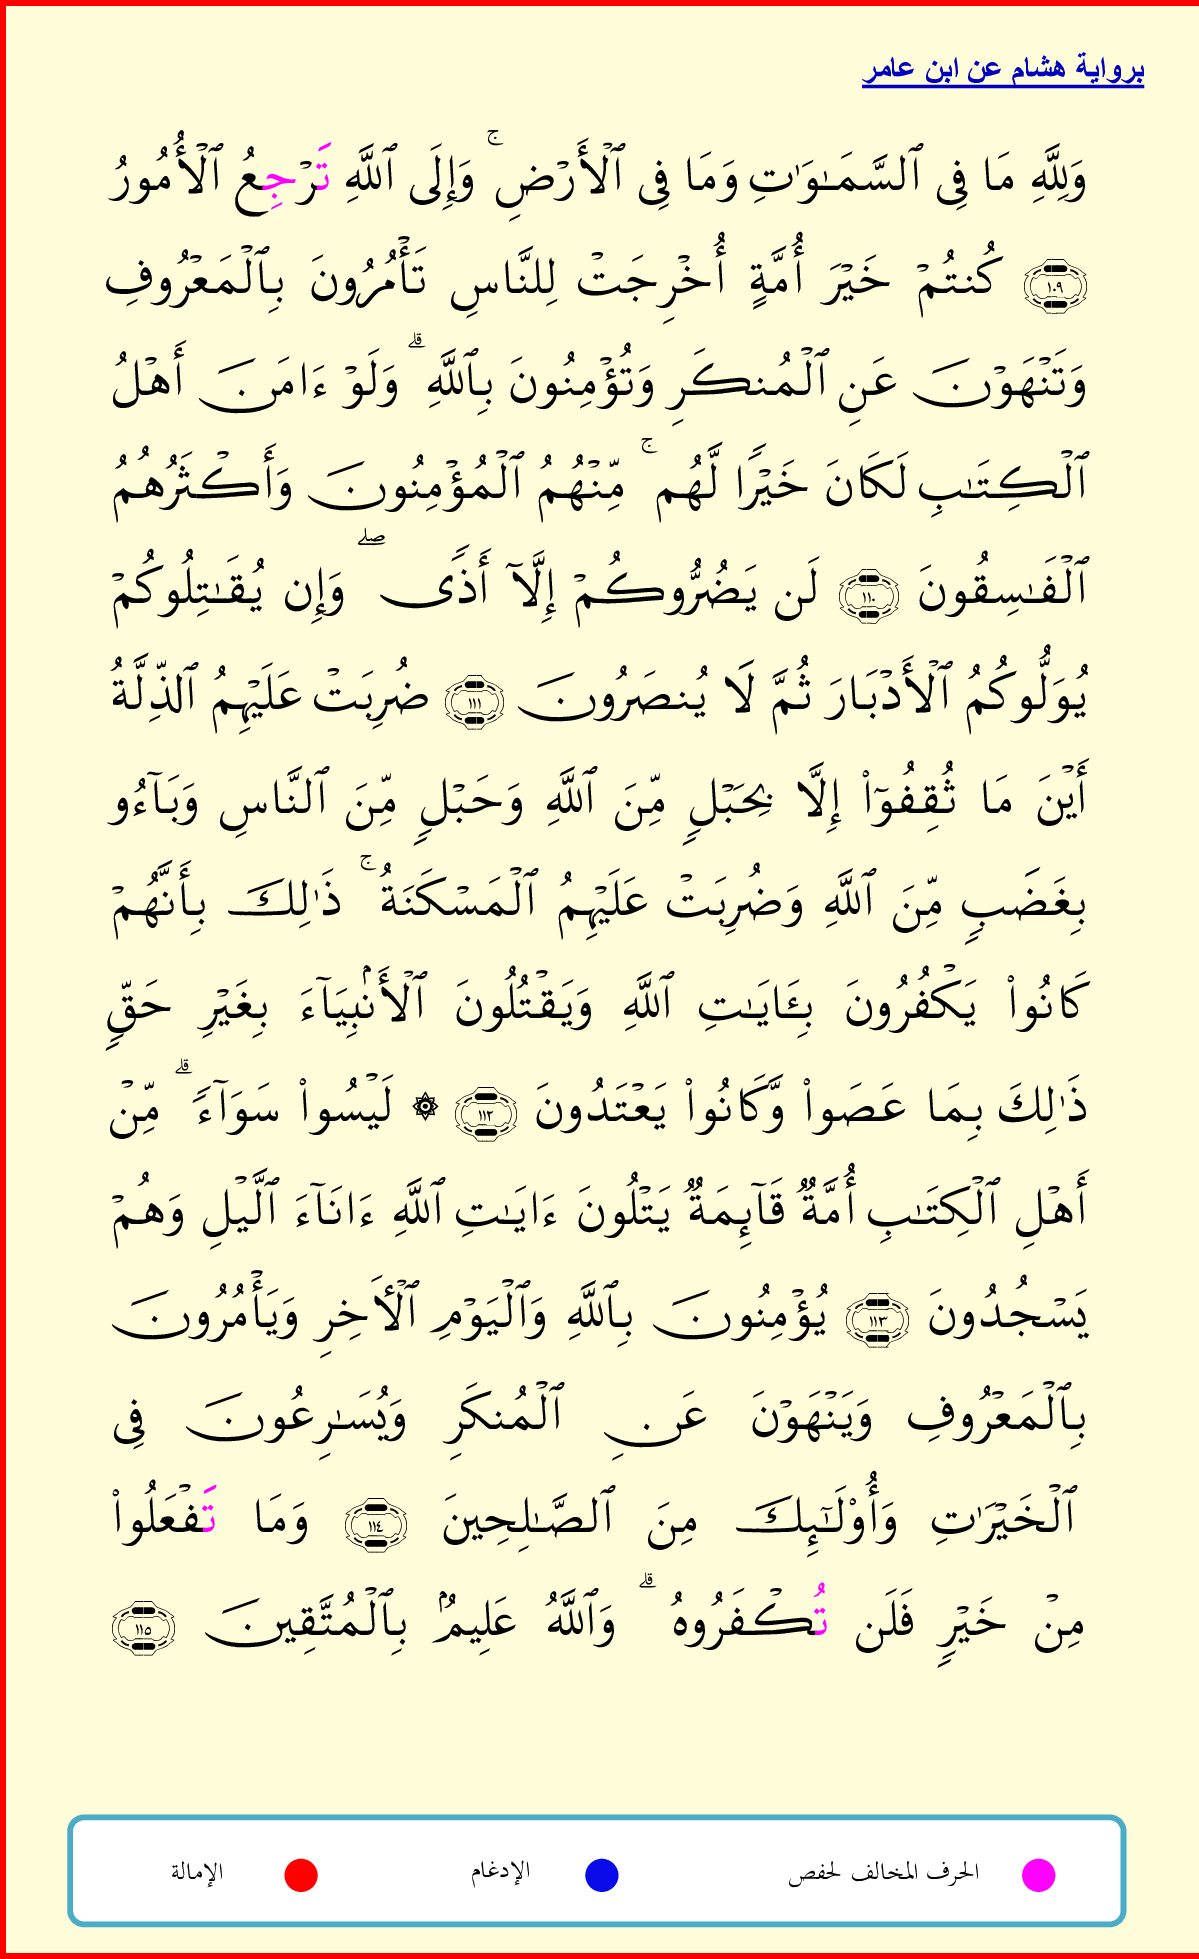 برواية هشام عن ابن عامر
وَلِلَّهِ مَا فِى ٱلسَّمَـٰوَٰتِ وَمَا فِى ٱلْأَرْضِ ۚ وَإِلَى ٱللَّهِ تَرْجِعُ ٱلْأُمُورُ
١٠٩ كُنتُمْ خَيْرَ أُمَّةٍ أُخْرِجَتْ لِلنَّاسِ تَأْمُرُونَ بِٱلْمَعْرُوفِ
وَتَنْهَوْنَ عَنِ ٱلْمُنكَرِ وَتُؤْمِنُونَ بِٱللَّهِ ۗ وَلَوْ ءَامَنَ أَهْلُ
ٱلْكِتَـٰبِ لَكَانَ خَيْرًا لَّهُم ۚ مِّنْهُمُ ٱلْمُؤْمِنُونَ وَأَكْثَرُهُمُ
ٱلْفَـٰسِقُونَ ١١٠ لَن يَضُرُّوكُمْ إِلَّآ أَذًى ۖ وَإِن يُقَـٰتِلُوكُمْ
يُوَلُّوكُمُ ٱلْأَدْبَارَ ثُمَّ لَا يُنصَرُونَ ١١١ ضُرِبَتْ عَلَيْهِمُ ٱلذِّلَّةُ
أَيْنَ مَا ثُقِفُوٓا۟ إِلَّا بِحَبْلٍ مِّنَ ٱللَّهِ وَحَبْلٍ مِّنَ ٱلنَّاسِ وَبَآءُو
بِغَضَبٍ مِّنَ ٱللَّهِ وَضُرِبَتْ عَلَيْهِمُ ٱلْمَسْكَنَةُ ۚ ذَٰلِكَ بِأَنَّهُمْ
كَانُوا۟ يَكْفُرُونَ بِـَٔايَـٰتِ ٱللَّهِ وَيَقْتُلُونَ ٱلْأَنۢبِيَآءَ بِغَيْرِ حَقٍّ
ذَٰلِكَ بِمَا عَصَوا۟ وَّكَانُوا۟ يَعْتَدُونَ ١١٢ ۞ لَيْسُوا۟ سَوَآءً ۗ مِّنْ
أَهْلِ ٱلْكِتَـٰبِ أُمَّةٌ قَآئِمَةٌ يَتْلُونَ ءَايَـٰتِ ٱللَّهِ ءَانَآءَ ٱلَّيْلِ وَهُمْ
يَسْجُدُونَ ١١٣ يُؤْمِنُونَ بِٱللَّهِ وَٱلْيَوْمِ ٱلْـَٔاخِرِ وَيَأْمُرُونَ
بِٱلْمَعْرُوفِ وَيَنْهَوْنَ عَنِ ٱلْمُنكَرِ وَيُسَـٰرِعُونَ فِى
ٱلْخَيْرَٰتِ وَأُو۟لَـٰٓئِكَ مِنَ ٱلصَّـٰلِحِينَ ١١٤ وَمَا تَفْعَلُوا۟
مِنْ خَيْرٍ فَلَن تُكْفَرُوهُ ۗ وَٱللَّهُ عَلِيمٌۢ بِٱلْمُتَّقِينَ ١١٥
الحرف المخالف لحفص الإدغام الإمالة